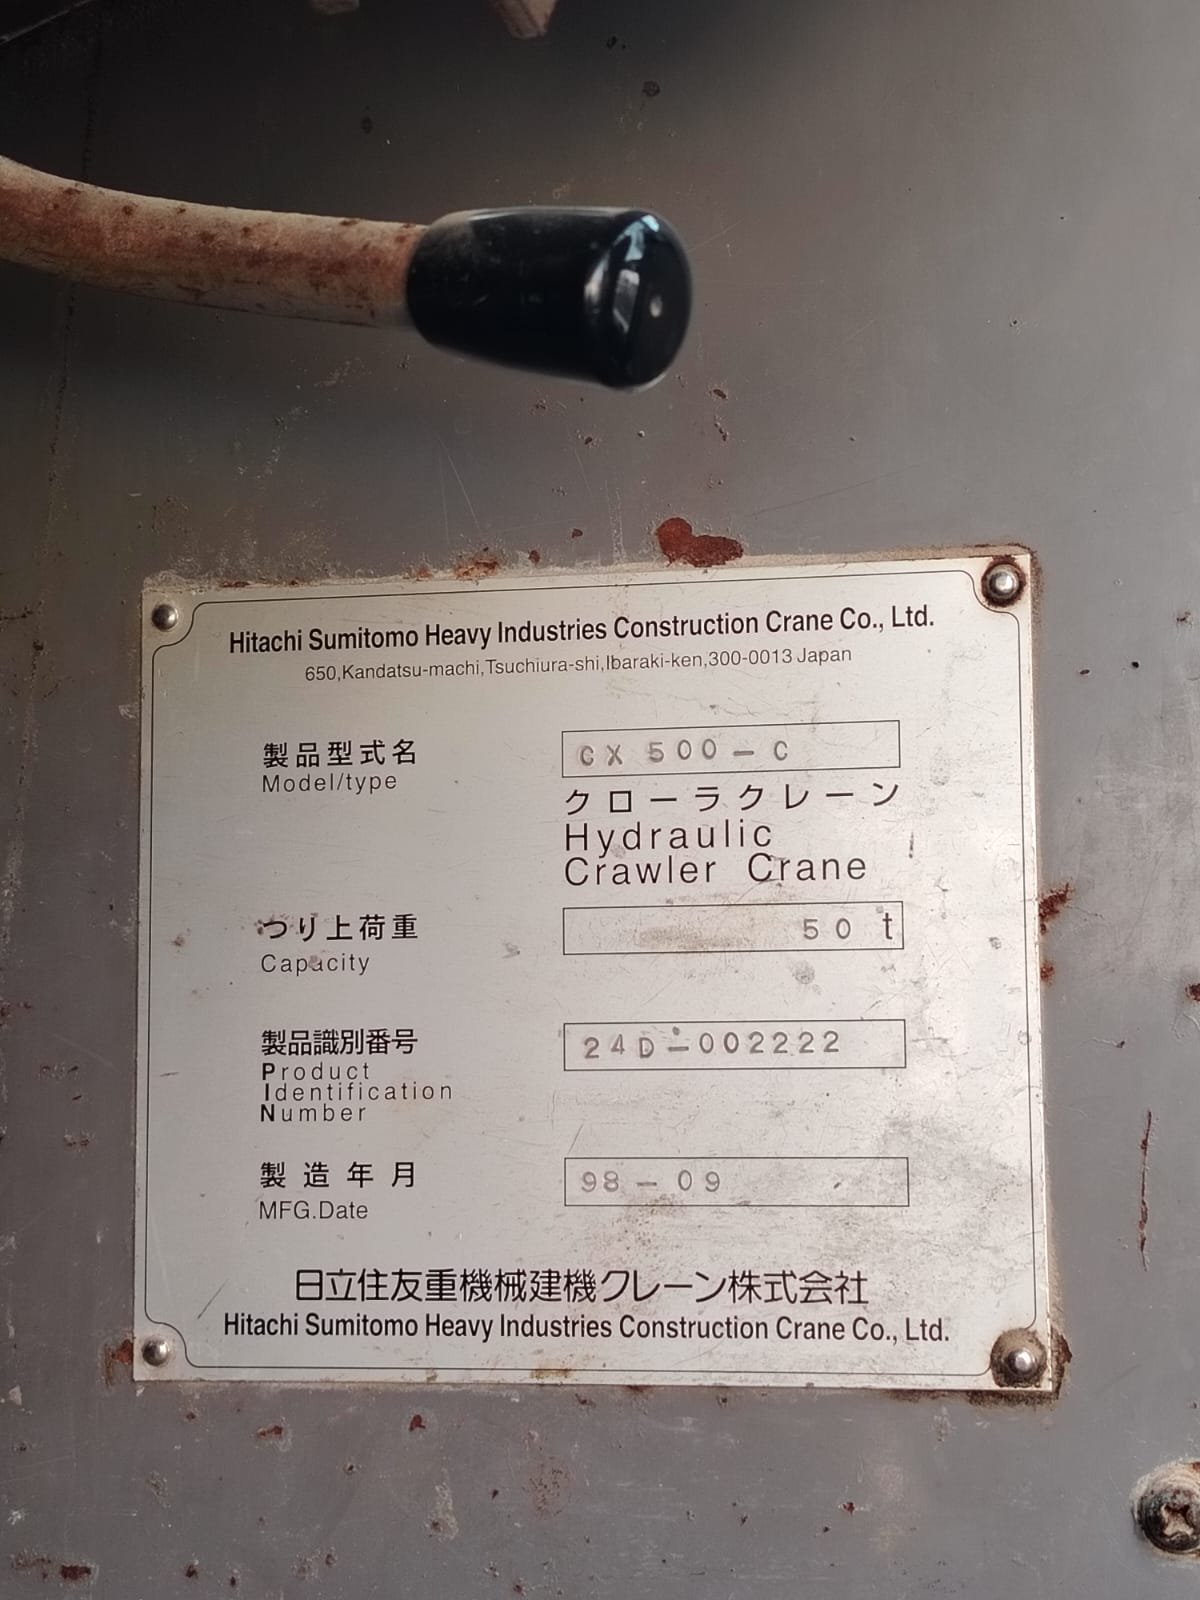 Hitachi Sumitomo Heavy Industries Construction Crane Co., Ltd.
650,Kandatsu-machi,Tsuchiura-shi,Ibaraki-ken,300-0013 Japan
製品型式名
Model/type
CX500-C
クローラクレーン
Hydraulic
Crawler Crane
つり上荷重
Capacity
50 t
製品識別番号
Product
Identification
Number
24D-002222
製造年月
MFG.Date
98-09
日立住友重機械建機クレーン株式会社
Hitachi Sumitomo Heavy Industries Construction Crane Co., Ltd.